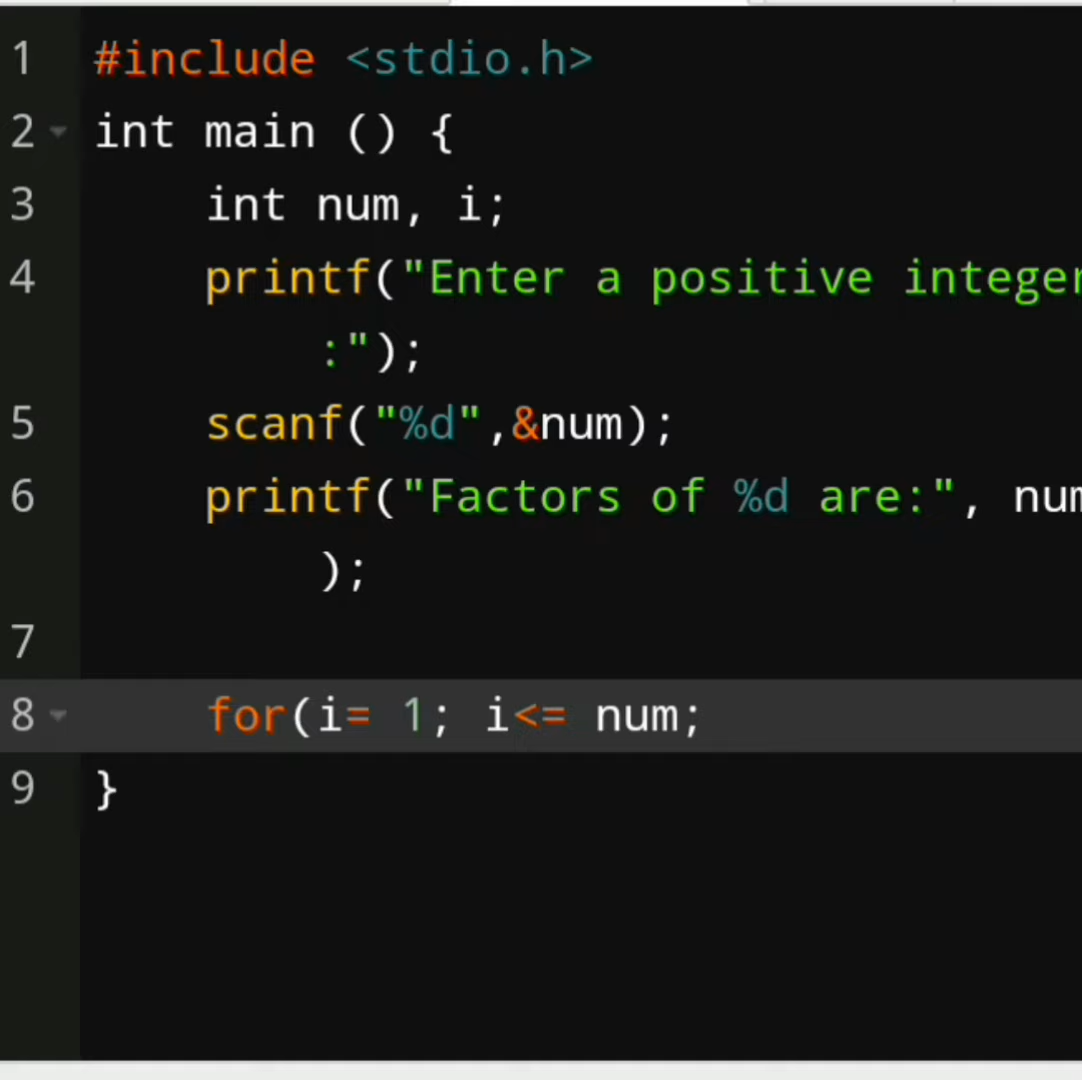 1 #include <stdio.h>
2 int main () {
3 int num, i;
4 printf("Enter a positive integer
:");
5 scanf("%d",&num);
6 printf("Factors of %d are:", num
);
7
8 for(i= 1; i<= num;
9 }